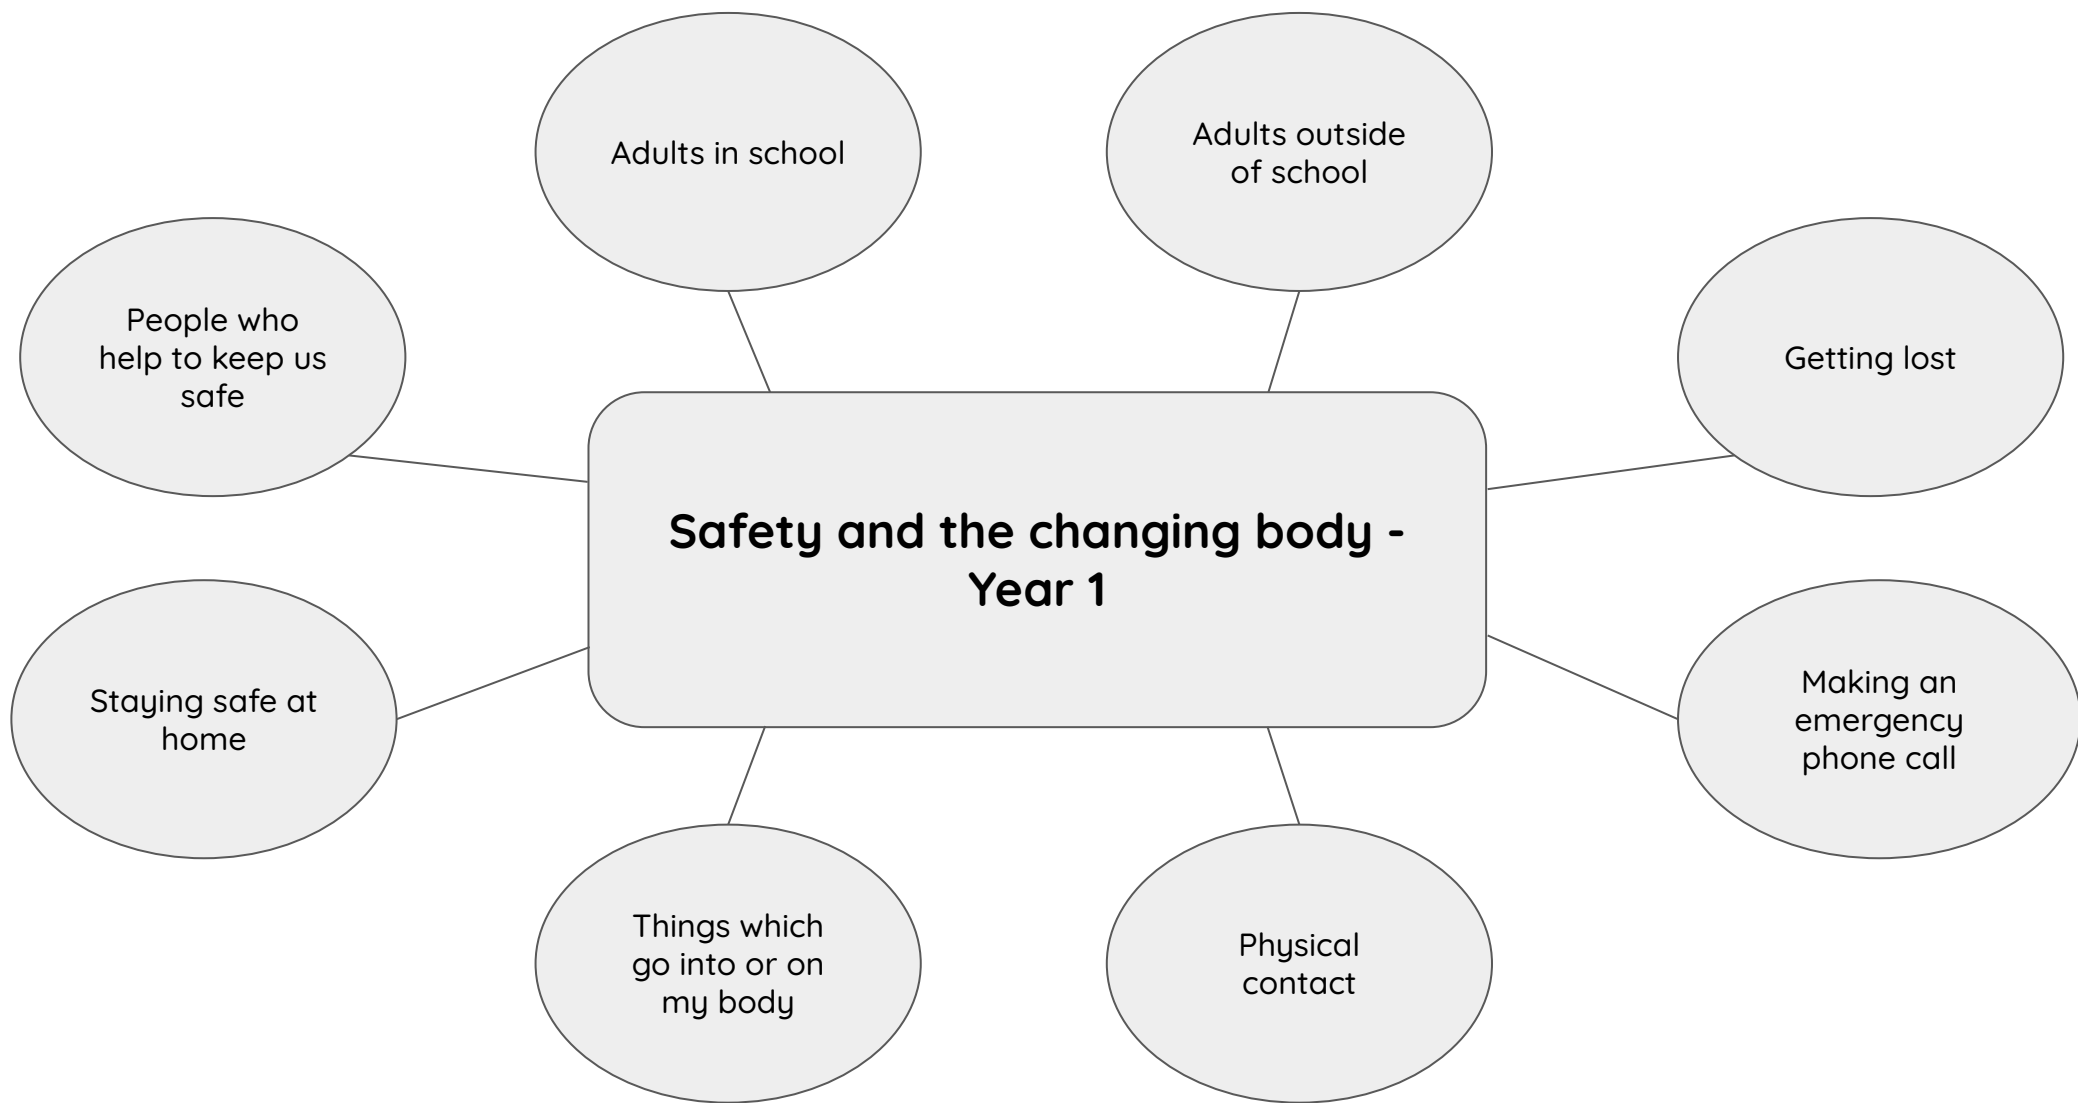 Adults in school
Adults outside
of school
People who
help to keep us
safe
Getting lost
Safety and the changing body -
Year 1
Staying safe at
home
Making an
emergency
phone call
Things which
go into or on
my body
Physical
contact